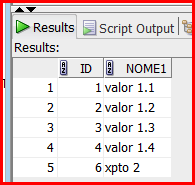 Results Script Output
Results:
ID NOME1
1 1 valor 1.1
2 2 valor 1.2
3 3 valor 1.3
4 4 valor 1.4
5 6 xpto 2